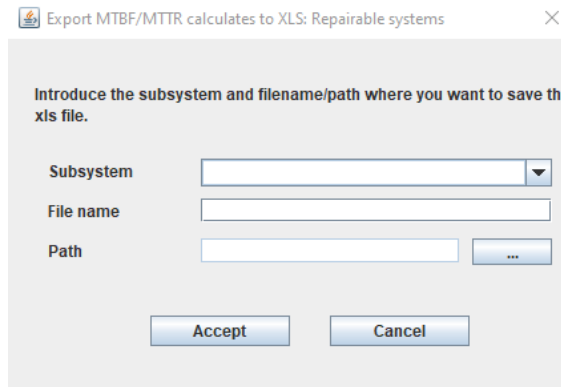 Export MTBF/MTTR calculates to XLS: Repairable systems
Introduce the subsystem and filename/path where you want to save th
xls file.
Subsystem
File name
Path
...
Accept
Cancel